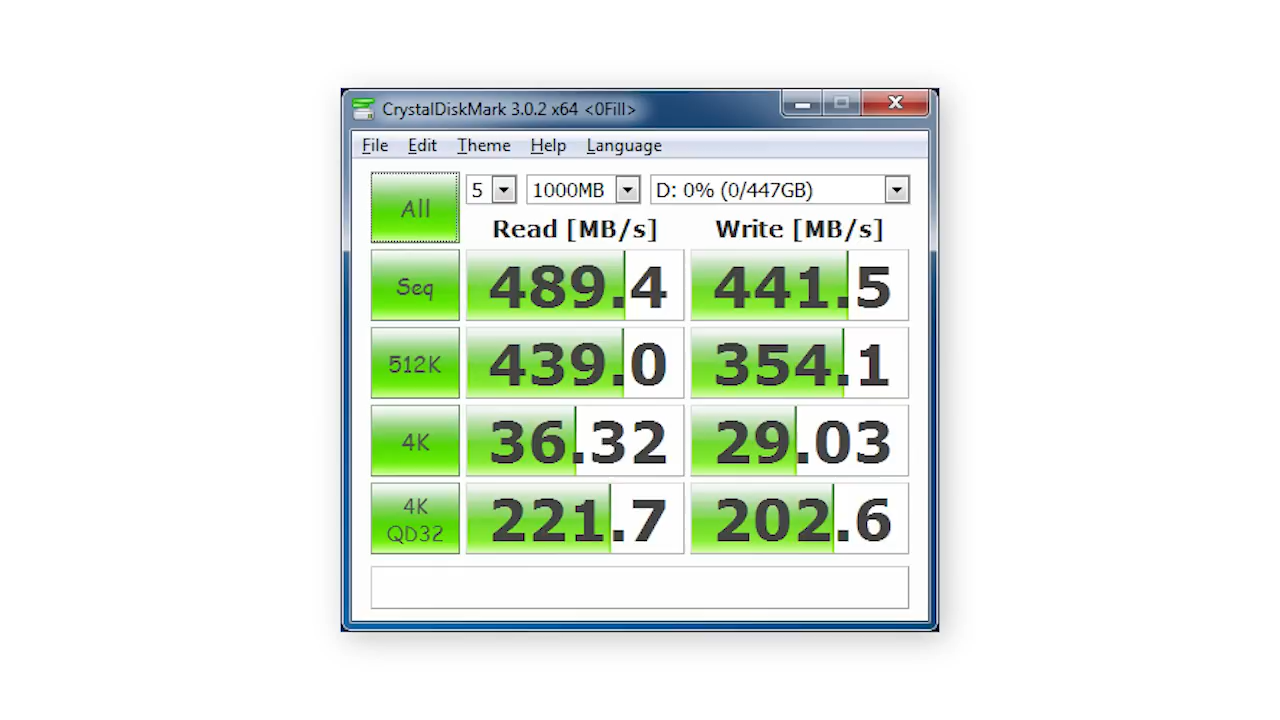 CrystalDiskMark 3.0.2 x64 <0Fill>
File Edit Theme Help Language
All 5 1000MB D: 0% (0/447GB)
Read [MB/s] Write [MB/s]
Seq 489.4 441.5
512K 439.0 354.1
4K 36.32 29.03
4K QD32 221.7 202.6